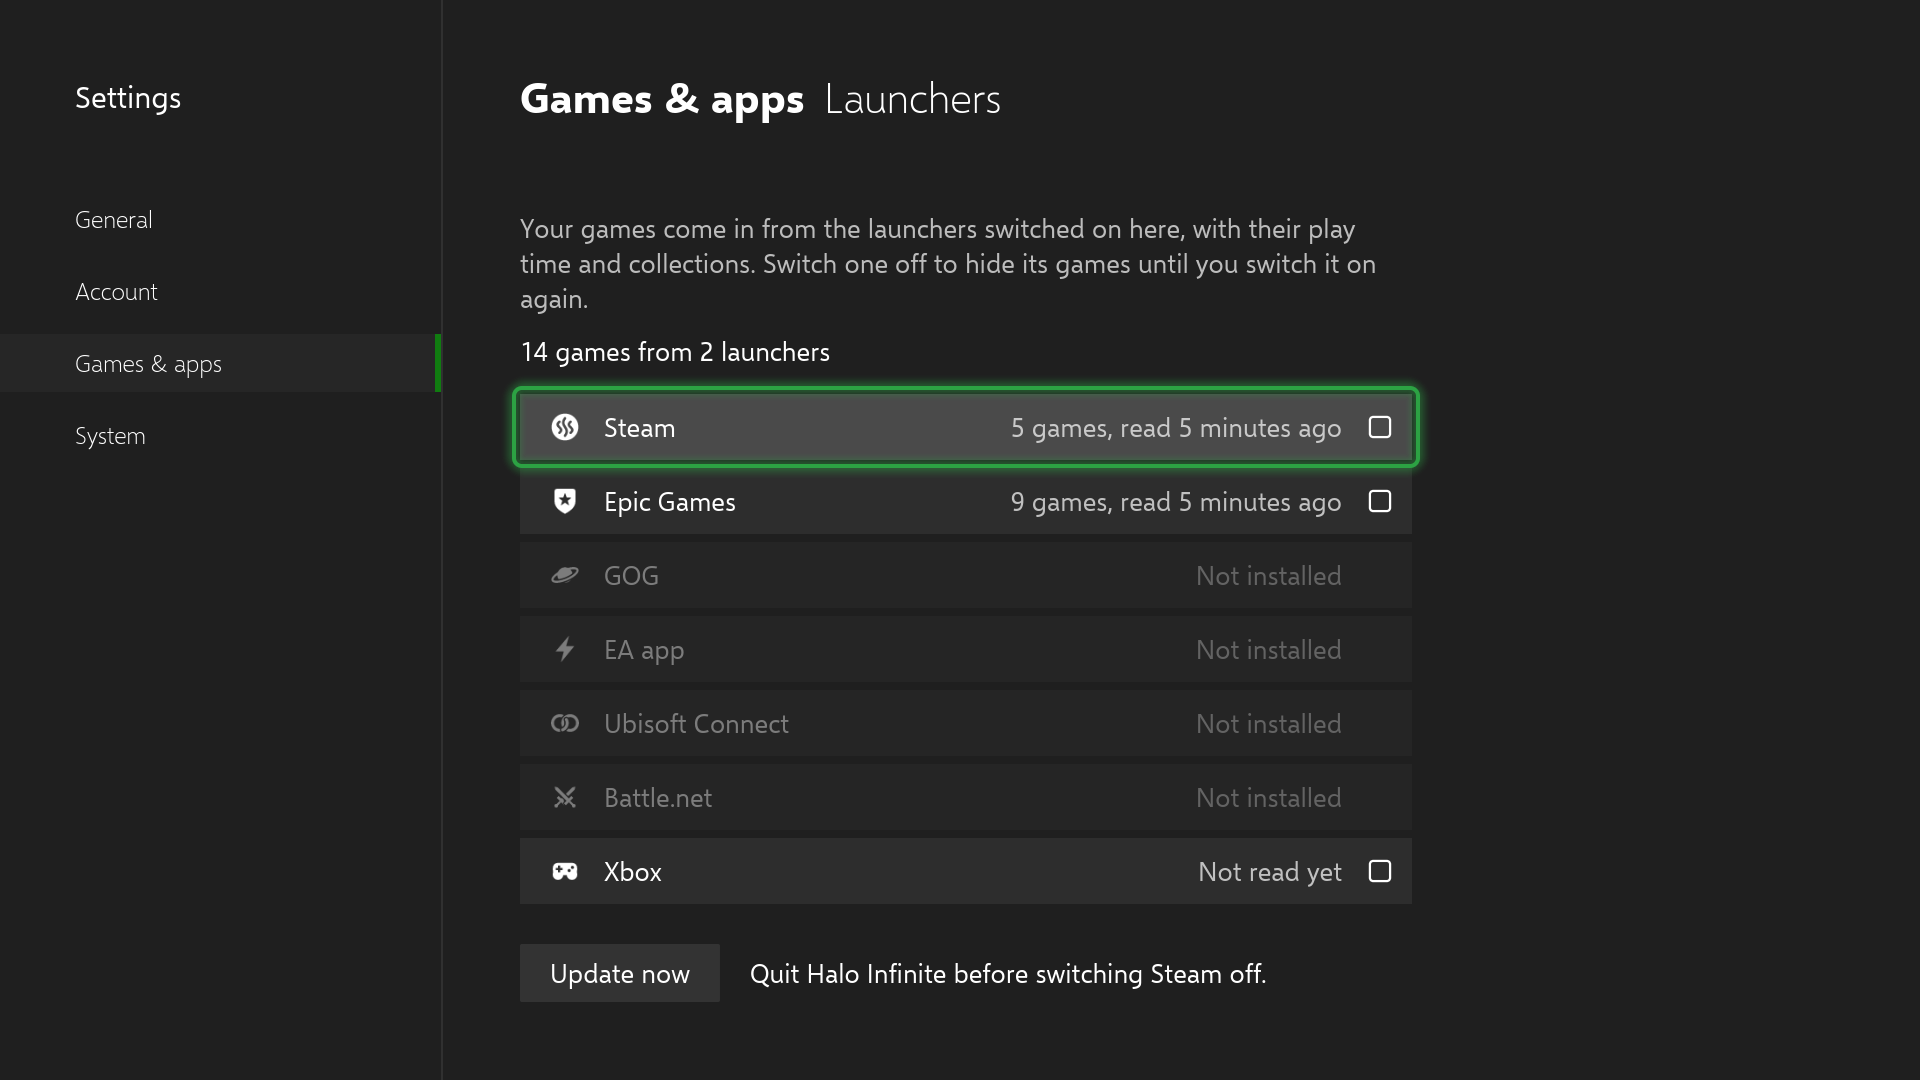 Settings
General
Account
Games & apps
System
Games & apps Launchers
Your games come in from the launchers switched on here, with their play
time and collections. Switch one off to hide its games until you switch it on
again.
14 games from 2 launchers
Steam 5 games, read 5 minutes ago
Epic Games 9 games, read 5 minutes ago
GOG Not installed
EA app Not installed
Ubisoft Connect Not installed
Battle.net Not installed
Xbox Not read yet
Update now Quit Halo Infinite before switching Steam off.